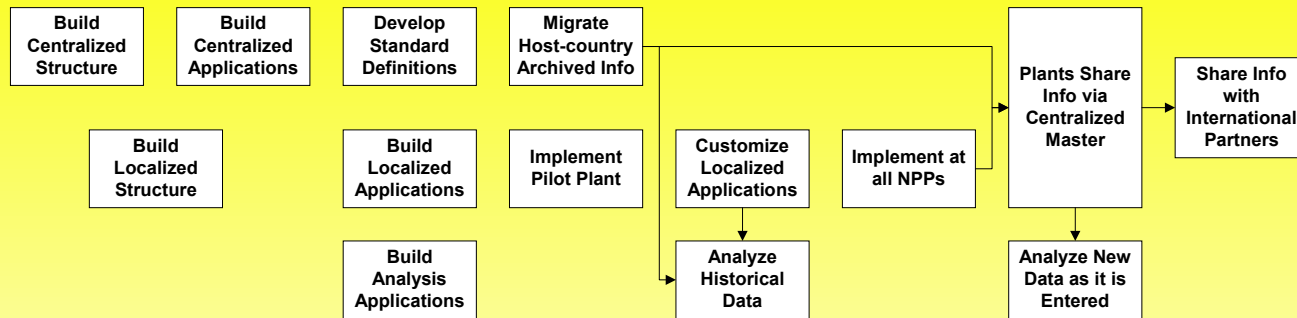 Build
Centralized
Structure
Build
Centralized
Applications
Develop
Standard
Definitions
Migrate
Host-country
Archived Info
Plants Share
Info via
Centralized
Master
Share Info
with
International
Partners
Build
Localized
Structure
Build
Localized
Applications
Implement
Pilot Plant
Customize
Localized
Applications
Implement at
all NPPs
Build
Analysis
Applications
Analyze
Historical
Data
Analyze New
Data as it is
Entered